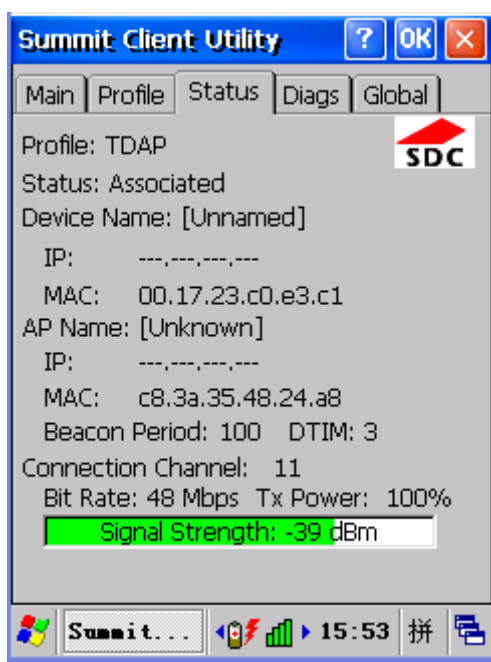 Summit Client Utility ? OK ×
Main Profile Status Diags Global
Profile: TDAP
SDC
Status: Associated
Device Name: [Unnamed]
IP: ---.---.---.---
MAC: 00.17.23.c0.e3.c1
AP Name: [Unknown]
IP: ---.---.---.---
MAC: c8.3a.35.48.24.a8
Beacon Period: 100 DTIM: 3
Connection Channel: 11
Bit Rate: 48 Mbps Tx Power: 100%
Signal Strength: -39 dBm
Summit... 15:53 拼